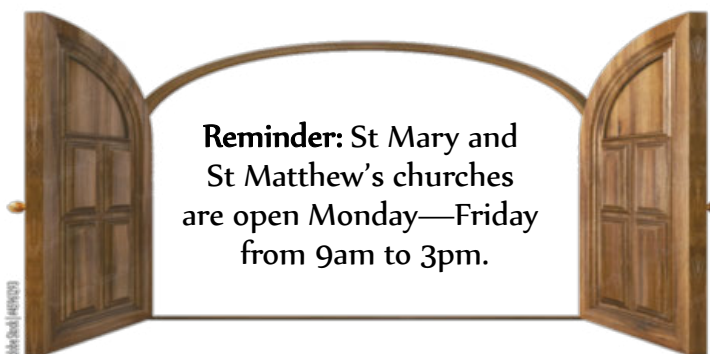 Reminder: St Mary and
St Matthew's churches
are open Monday—Friday
from 9am to 3pm.